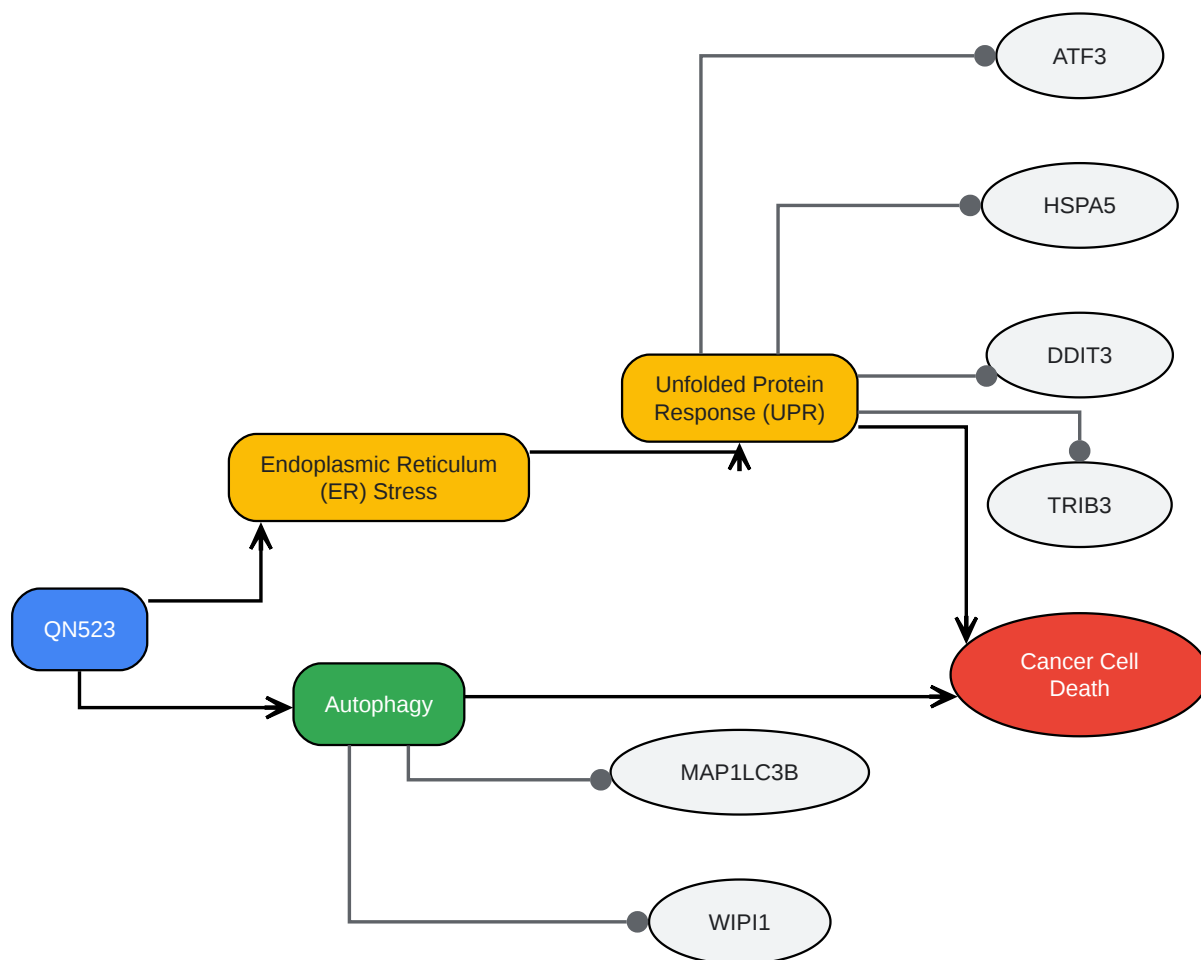 ATF3
HSPA5
DDIT3
Unfolded Protein
Response (UPR)
Endoplasmic Reticulum
(ER) Stress
TRIB3
QN523
Cancer Cell
Death
Autophagy
MAP1LC3B
WIPI1